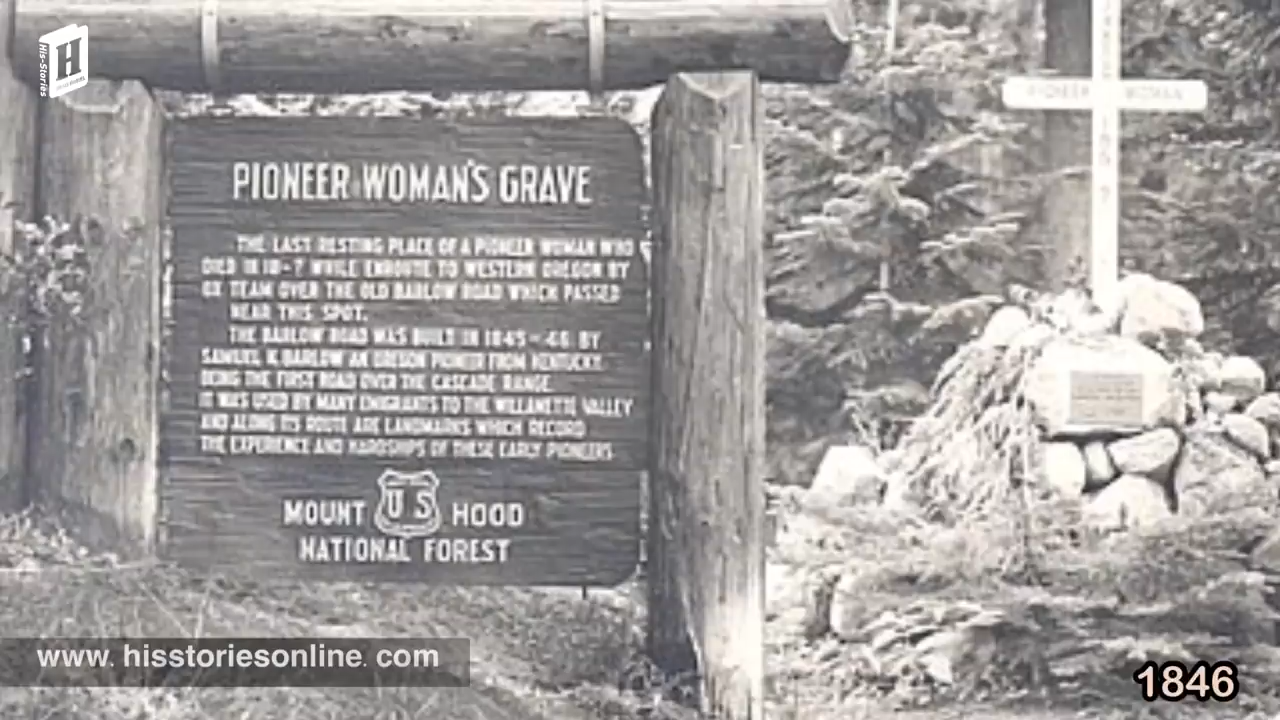 H
His-Stories
PIONEER WOMAN'S GRAVE
THE LAST RESTING PLACE OF A PIONEER WOMAN WHO
DIED IN 18-? WHILE ENROUTE TO WESTERN OREGON BY
OX TEAM OVER THE OLD BARLOW ROAD WHICH PASSED
NEAR THIS SPOT.
THE BARLOW ROAD WAS BUILT IN 1845-46 BY
SAMUEL K. BARLOW AN OREGON PIONEER FROM KENTUCKY.
BEING THE FIRST ROAD OVER THE CASCADE RANGE.
IT WAS USED BY MANY EMIGRANTS TO THE WILLAMETTE VALLEY
AND ALONG ITS ROUTE ARE LANDMARKS WHICH RECORD
THE EXPERIENCE AND HARDSHIPS OF THESE EARLY PIONEERS
MOUNT US HOOD
NATIONAL FOREST
PIONEER WOMAN
www.hisstoriesonline.com
1846